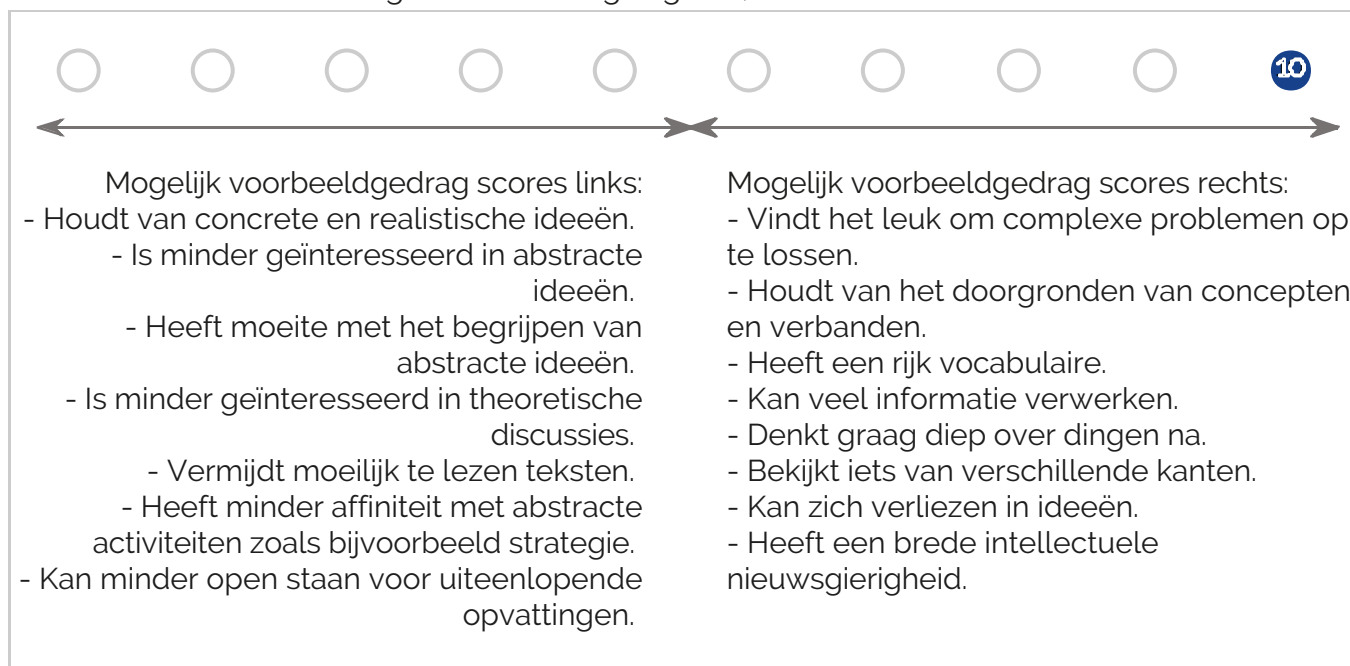 10
Mogelijk voorbeeldgedrag scores links:
- Houdt van concrete en realistische ideeën.
- Is minder geïnteresseerd in abstracte
ideeën.
- Heeft moeite met het begrijpen van
abstracte ideeën.
- Is minder geïnteresseerd in theoretische
discussies.
- Vermijdt moeilijk te lezen teksten.
- Heeft minder affiniteit met abstracte
activiteiten zoals bijvoorbeeld strategie.
- Kan minder open staan voor uiteenlopende
opvattingen.
Mogelijk voorbeeldgedrag scores rechts:
- Vindt het leuk om complexe problemen op
te lossen.
- Houdt van het doorgronden van concepten
en verbanden.
- Heeft een rijk vocabulaire.
- Kan veel informatie verwerken.
- Denkt graag diep over dingen na.
- Bekijkt iets van verschillende kanten.
- Kan zich verliezen in ideeën.
- Heeft een brede intellectuele
nieuwsgierigheid.